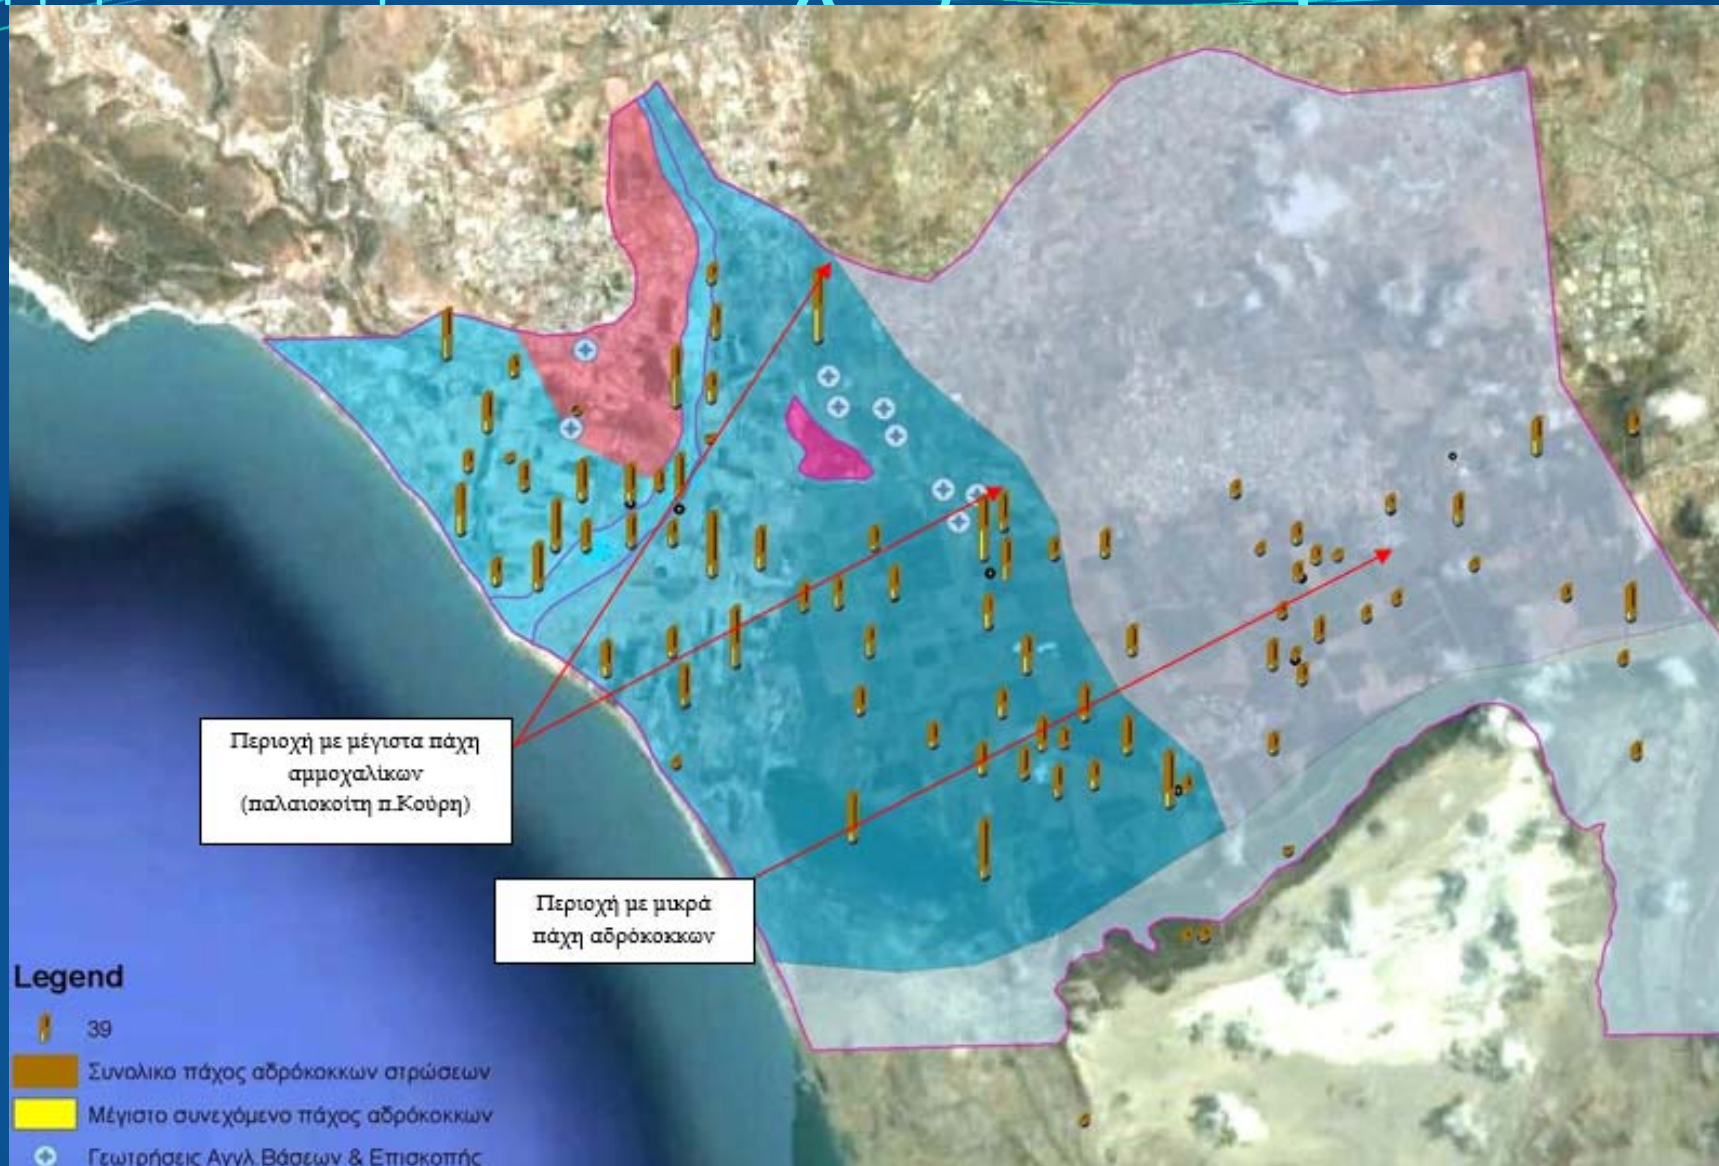 Περιοχή με μέγιστα πάχη
αμμοχαλίκων
(παλαιοκοίτη π.Κούρη)
Περιοχή με μικρά
πάχη αδρόκοκκων
Legend
39
Συνολικο πάχος αδρόκοκκων στρώσεων
Μέγιστο συνεχόμενο πάχος αδρόκοκκων
Γεωτρήσεις Αγγλ.Βάσεων & Επισκοπής